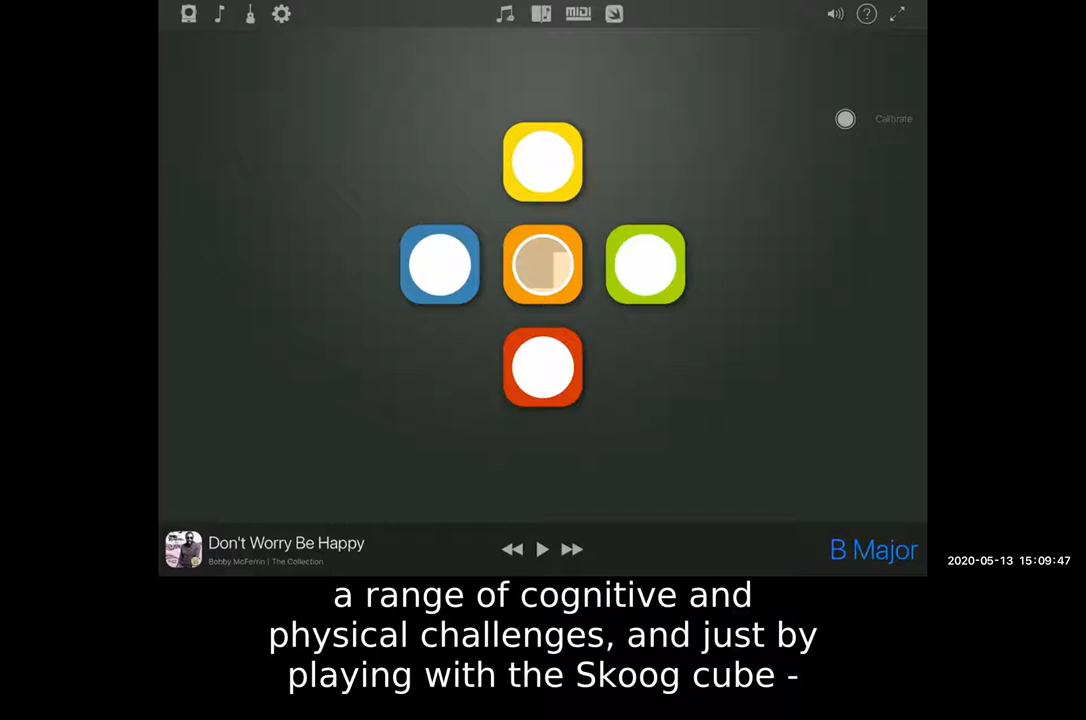 MIDI
?
Calibrate
Don't Worry Be Happy
Bobby McFerrin | The Collection
B Major
2020-05-13 15:09:47
a range of cognitive and
physical challenges, and just by
playing with the Skoog cube -